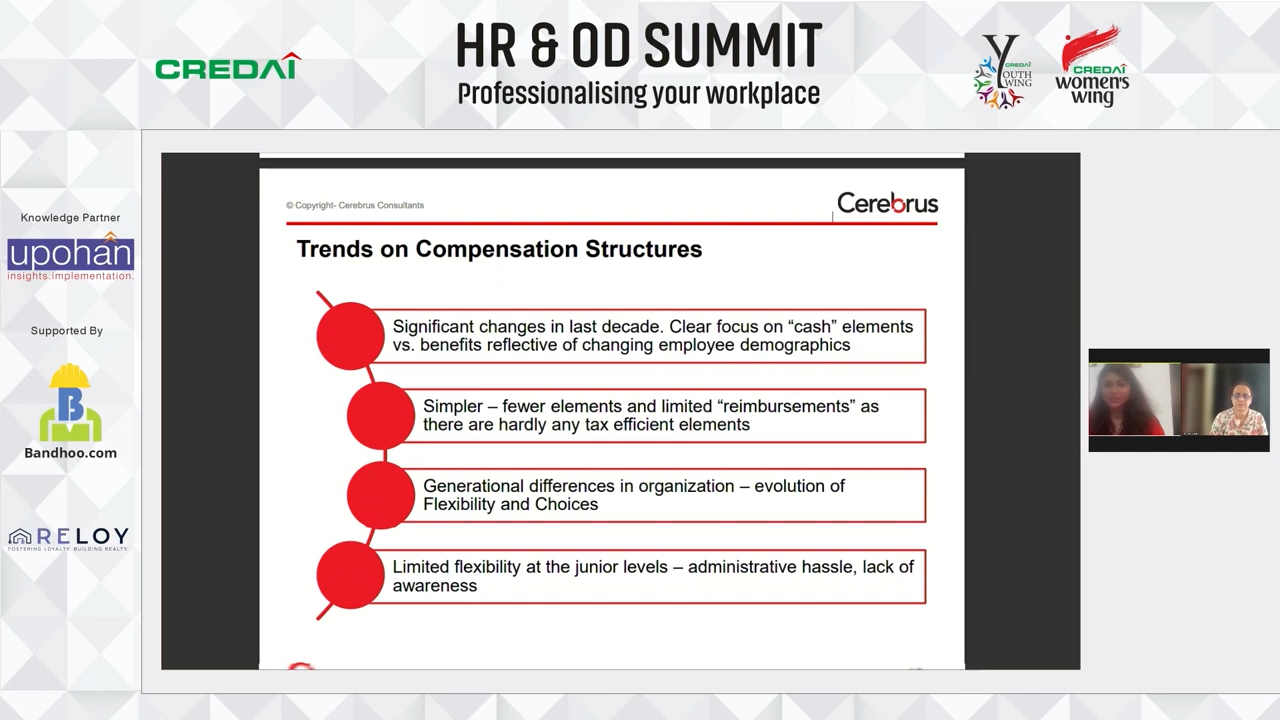 HR & OD SUMMIT
Professionalising your workplace
CREDAI
Y
CREDAI
OUTH
WING
CREDAI
women's
wing
Knowledge Partner
upohan
insights.implementation.
Supported By
B
Bandhoo.com
RELOY
FOSTERING LOYALTY. BUILDING REALTY.
© Copyright- Cerebrus Consultants
Cerebrus
Trends on Compensation Structures
Significant changes in last decade. Clear focus on “cash” elements
vs. benefits reflective of changing employee demographics
Simpler – fewer elements and limited “reimbursements” as
there are hardly any tax efficient elements
Generational differences in organization – evolution of
Flexibility and Choices
Limited flexibility at the junior levels – administrative hassle, lack of
awareness